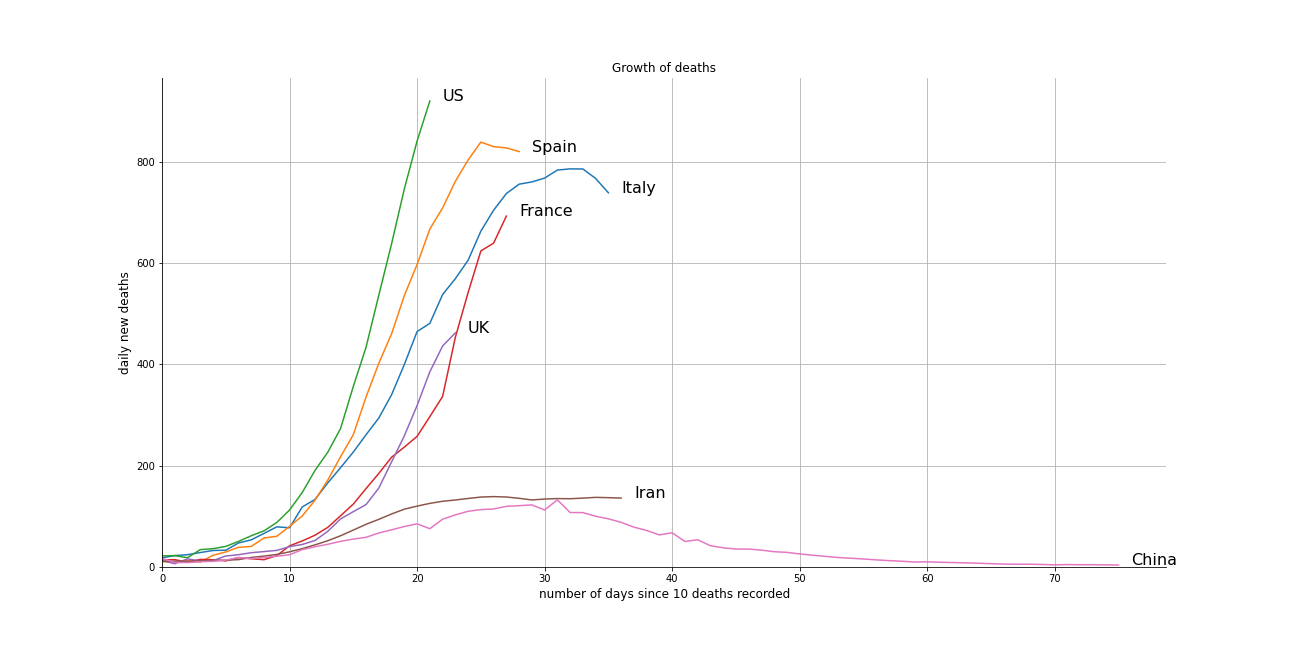 Growth of deaths
US
Spain
Italy
France
UK
Iran
China
daily new deaths
800
600
400
200
0
0 10 20 30 40 50 60 70
number of days since 10 deaths recorded